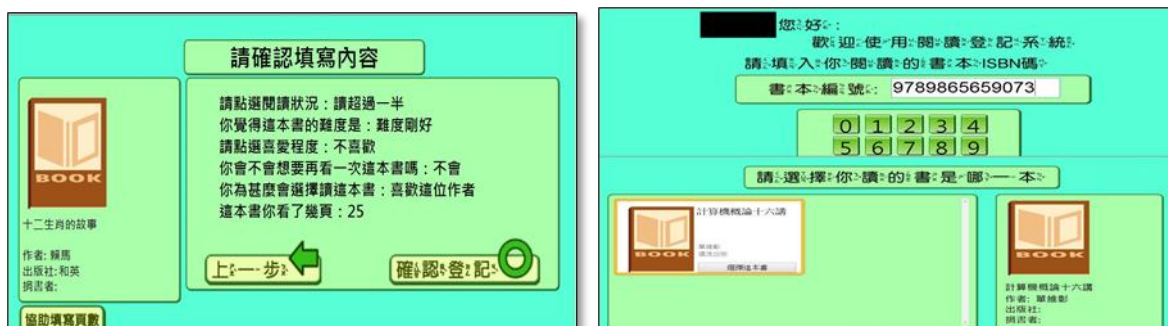 請確認填寫內容
BOOK
十二生肖的故事
作者: 賴馬
出版社:和英
捐書者:
協助填寫頁數
請點選閱讀狀況：讀超過一半
你覺得這本書的難度是：難度剛好
請點選喜愛程度：不喜歡
你會不會想要再看一次這本書嗎：不會
你為甚麼會選擇讀這本書：喜歡這位作者
這本書你看了幾頁：25
上一步
確認登記
您好：
歡迎使用閱讀登記系統
請填入你閱讀的書本ISBN碼
書本編號： 9789865659073
0 1 2 3 4
5 6 7 8 9
請選擇你讀的書是哪一本
BOOK
計算機概論十六講
單維彰
選擇這本書
BOOK
計算機概論十六講
作者: 單維彰
出版社:
捐書者: